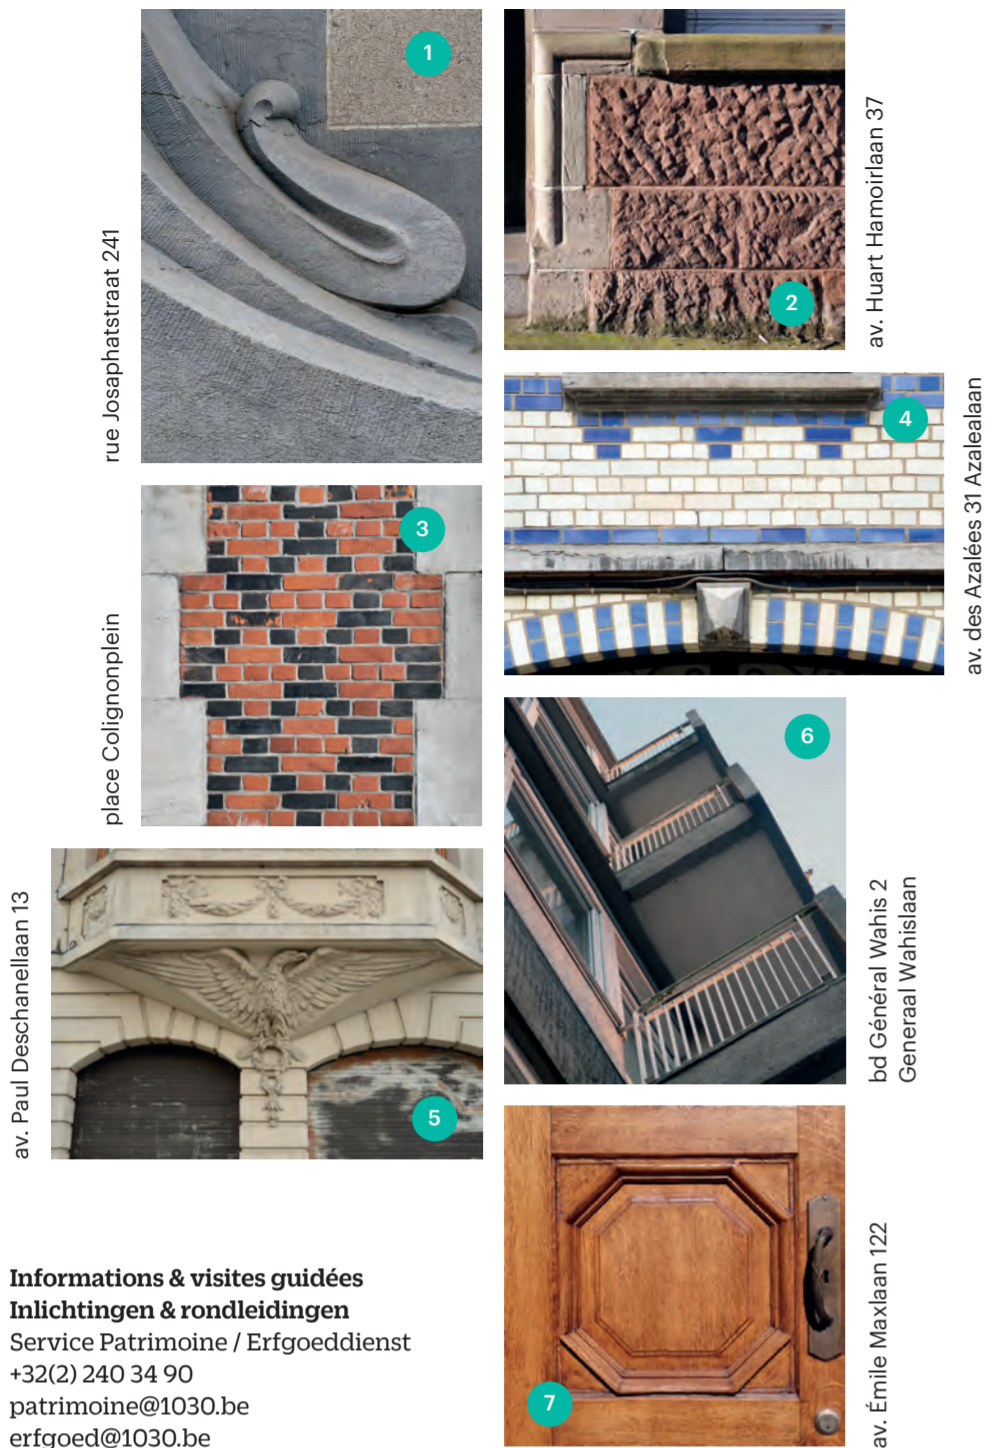 1
rue Josaphatstraat 241
2
av. Huart Hamoirlaan 37
3
place Colignonplein
4
av. des Azalées 31 Azalealaan
5
av. Paul Deschanellaan 13
6
bd Général Wahis 2
Generaal Wahislaan
7
av. Émile Maxlaan 122
Informations & visites guidées
Inlichtingen & rondleidingen
Service Patrimoine / Erfgoeddienst
+32(2) 240 34 90
patrimoine@1030.be
erfgoed@1030.be